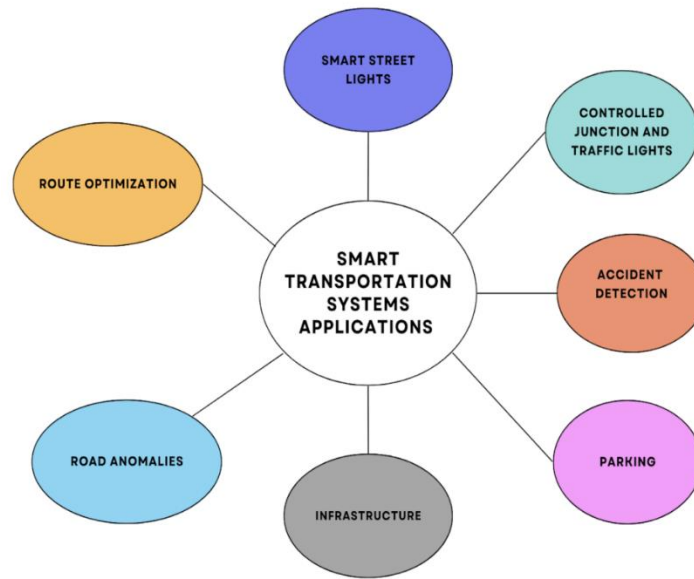 SMART STREET
LIGHTS
CONTROLLED
JUNCTION AND
TRAFFIC LIGHTS
ROUTE OPTIMIZATION
SMART
TRANSPORTATION
SYSTEMS
APPLICATIONS
ACCIDENT
DETECTION
ROAD ANOMALIES
PARKING
INFRASTRUCTURE